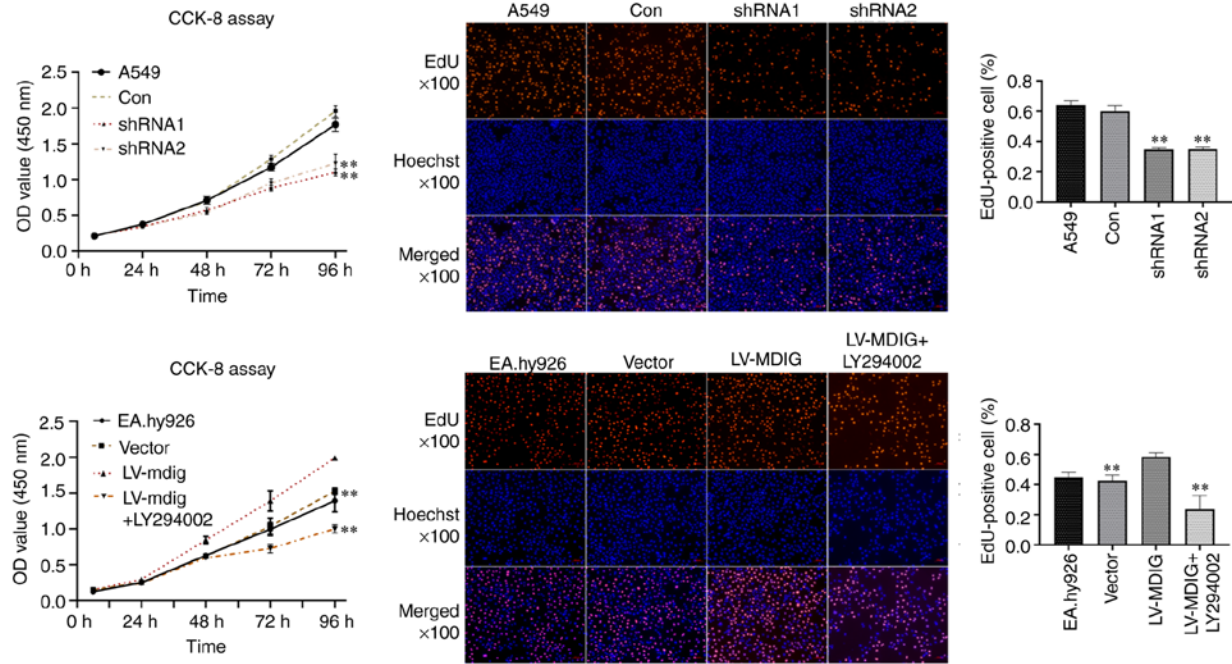 CCK-8 assay
OD value (450 nm)
2.5
2.0
1.5
1.0
0.5
0.0
A549
Con
shRNA1
shRNA2
**
**
0 h
24 h
48 h
72 h
96 h
Time
A549
Con
shRNA1
shRNA2
EdU
×100
Hoechst
×100
Merged
×100
EdU-positive cell (%)
0.8
0.6
0.4
0.2
0.0
**
**
A549
Con
shRNA1
shRNA2
CCK-8 assay
OD value (450 nm)
2.5
2.0
1.5
1.0
0.5
0.0
EA.hy926
Vector
LV-mdig
LV-mdig
+LY294002
**
**
0 h
24 h
48 h
72 h
96 h
Time
EA.hy926
Vector
LV-MDIG
LV-MDIG+
LY294002
EdU
×100
Hoechst
×100
Merged
×100
EdU-positive cell (%)
0.8
0.6
0.4
0.2
0.0
**
**
EA.hy926
Vector
LV-MDIG
LV-MDIG+
LY294002